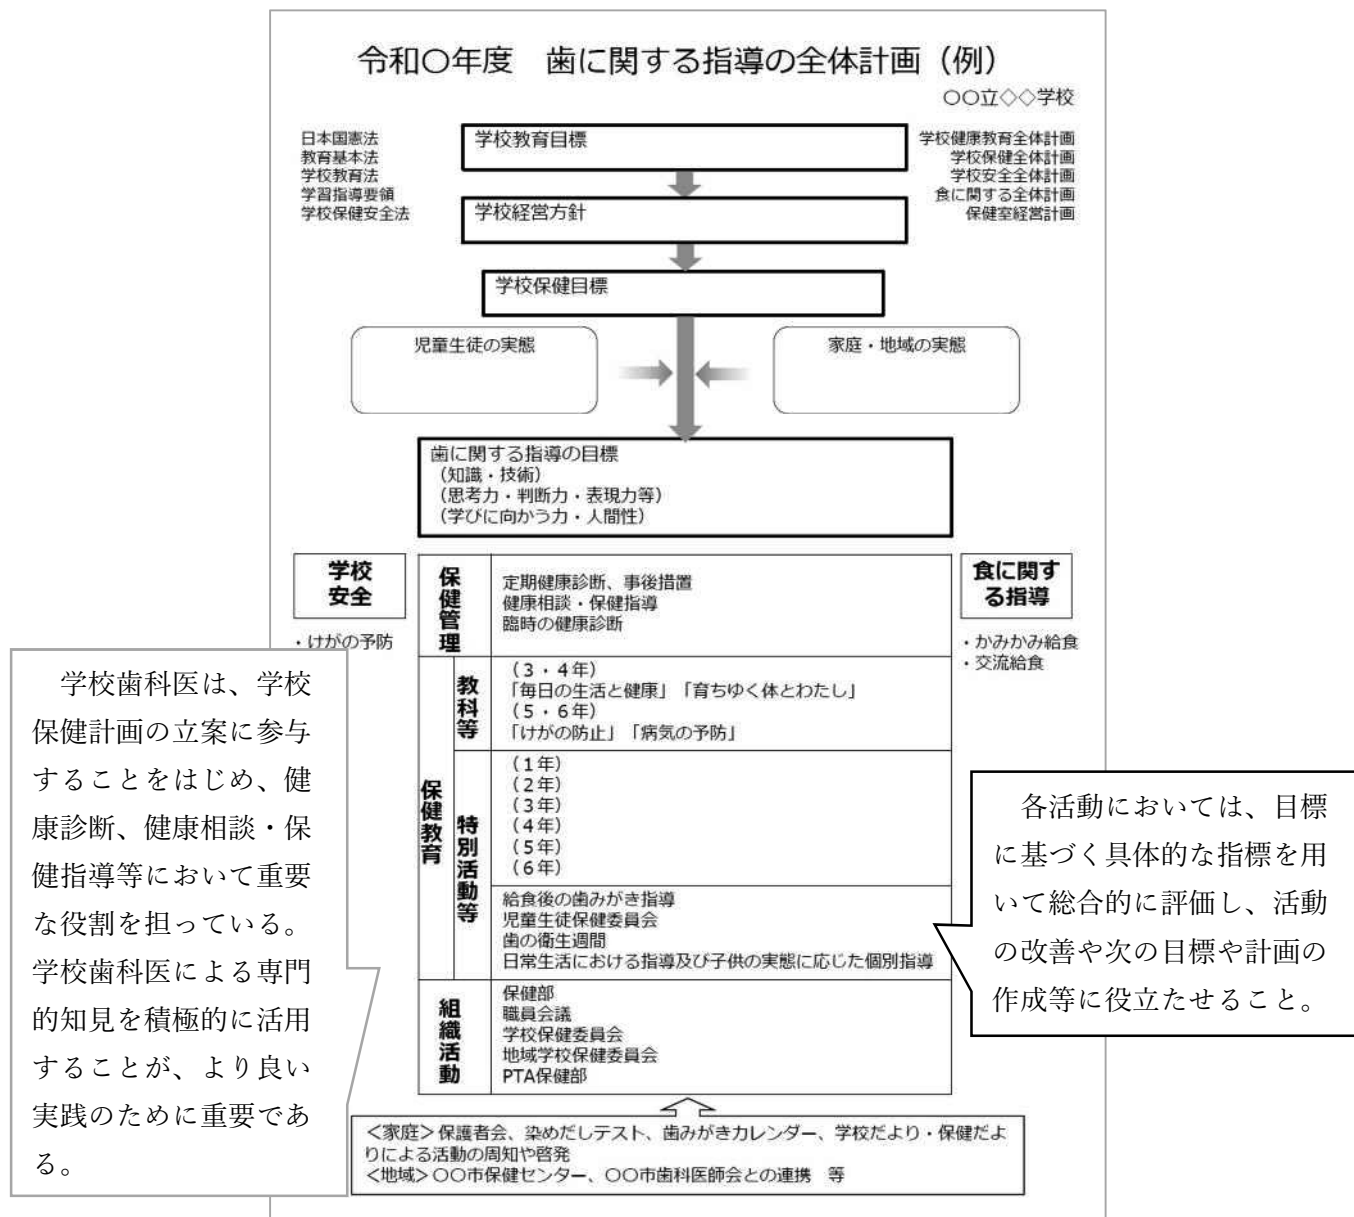 令和〇年度　歯に関する指導の全体計画（例）
〇〇立◇◇学校
日本国憲法
教育基本法
学校教育法
学習指導要領
学校保健安全法
学校教育目標
学校経営方針
学校保健目標
学校健康教育全体計画
学校保健全体計画
学校安全全体計画
食に関する全体計画
保健室経営計画
児童生徒の実態
家庭・地域の実態
歯に関する指導の目標
（知識・技術）
（思考力・判断力・表現力等）
（学びに向かう力・人間性）
学校
安全
・けがの予防
保健管理
定期健康診断、事後措置
健康相談・保健指導
臨時の健康診断
食に関す
る指導
・かみかみ給食
・交流給食
保健教育
教科等
（３・４年）
「毎日の生活と健康」「育ちゆく体とわたし」
（５・６年）
「けがの防止」「病気の予防」
特別活動等
（１年）
（２年）
（３年）
（４年）
（５年）
（６年）
給食後の歯みがき指導
児童生徒保健委員会
歯の衛生週間
日常生活における指導及び子供の実態に応じた個別指導
組織活動
保健部
職員会議
学校保健委員会
地域学校保健委員会
PTA保健部
＜家庭＞保護者会、染めだしテスト、歯みがきカレンダー、学校だより・保健だよ
りによる活動の周知や啓発
＜地域＞〇〇市保健センター、〇〇市歯科医師会との連携　等
　学校歯科医は、学校
保健計画の立案に参与
することをはじめ、健
康診断、健康相談・保
健指導等において重要
な役割を担っている。
学校歯科医による専門
的知見を積極的に活用
することが、より良い
実践のために重要であ
る。
　各活動においては、目標
に基づく具体的な指標を用
いて総合的に評価し、活動
の改善や次の目標や計画の
作成等に役立たせること。